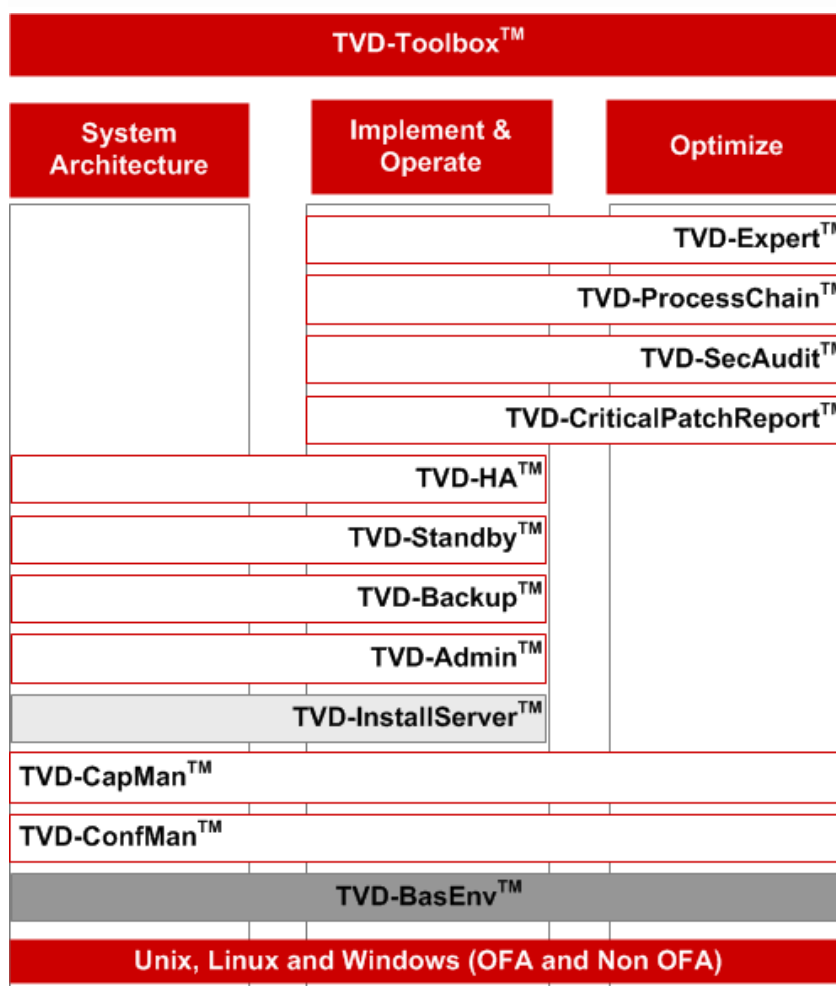 TVD-Toolbox™
System
Architecture
Implement &
Operate
Optimize
TVD-Expert™
TVD-ProcessChain™
TVD-SecAudit™
TVD-CriticalPatchReport™
TVD-HA™
TVD-Standby™
TVD-Backup™
TVD-Admin™
TVD-InstallServer™
TVD-CapMan™
TVD-ConfMan™
TVD-BasEnv™
Unix, Linux and Windows (OFA and Non OFA)